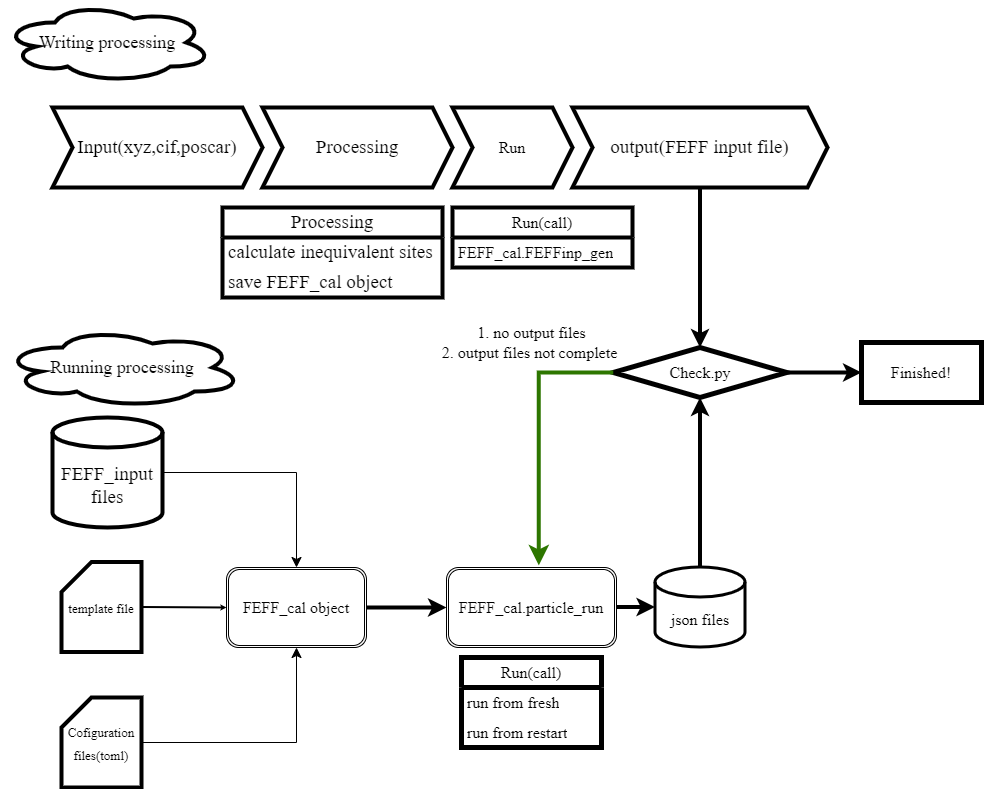 Writing processing
Input(xyz,cif,poscar)
Processing
Run
output(FEFF input file)
Processing
calculate inequivalent sites
save FEFF_cal object
Run(call)
FEFF_cal.FEFFinp_gen
1. no output files
2. output files not complete
Check.py
Finished!
Running processing
FEFF_input
files
template file
FEFF_cal object
FEFF_cal.particle_run
json files
Run(call)
run from fresh
run from restart
Cofiguration
files(toml)